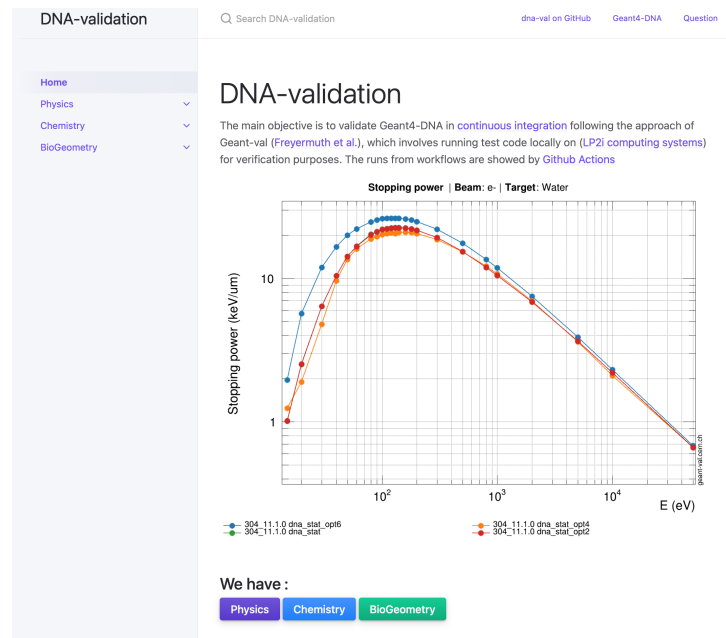 DNA-validation
Search DNA-validation
dna-val on GitHub
Geant4-DNA
Question
Home
Physics
Chemistry
BioGeometry
DNA-validation
The main objective is to validate Geant4-DNA in continuous integration following the approach of
Geant-val (Freyermuth et al.), which involves running test code locally on (LP2i computing systems)
for verification purposes. The runs from workflows are showed by Github Actions
Stopping power | Beam: e- | Target: Water
Stopping power (keV/um)
10
1
10²
10³
10⁴
E (eV)
geant-val.cern.ch
304_11.1.0 dna_stat_opt6
304_11.1.0 dna_stat
304_11.1.0 dna_stat_opt4
304_11.1.0 dna_stat_opt2
We have :
Physics
Chemistry
BioGeometry